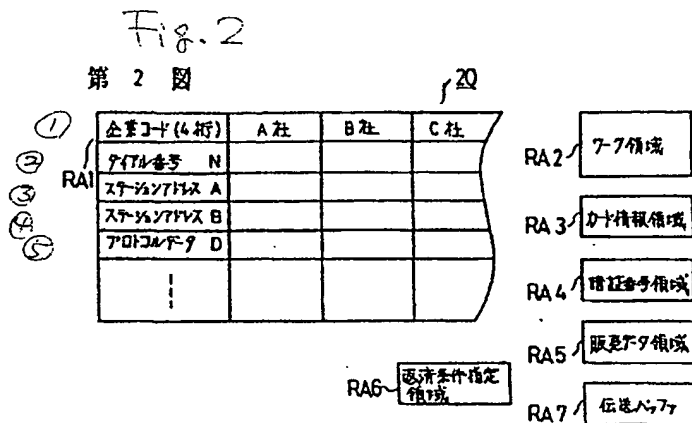 Fig. 2
第 2 図
20
① 企業コード(4桁) A社 B社 C社
② ダイアル番号 N
③ ステーションアドレス A
④ ステーションアドレス B
⑤ プロトコルデータ D
RA1
RA2 ワーク領域
RA3 カード情報領域
RA4 暗証番号領域
RA5 販売データ領域
RA6 返済条件指定
領域
RA7 伝送バッファ